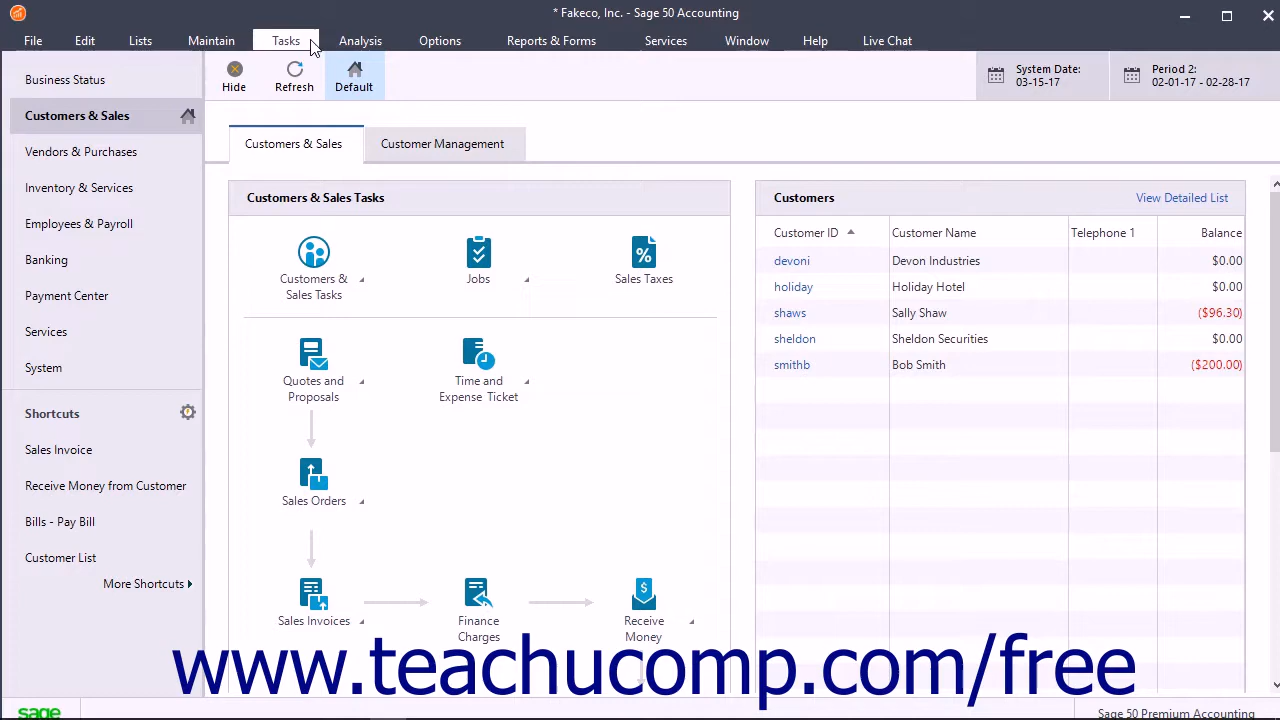 * Fakeco, Inc. - Sage 50 Accounting
File Edit Lists Maintain Tasks Analysis Options Reports & Forms Services Window Help Live Chat
Business Status
Customers & Sales
Vendors & Purchases
Inventory & Services
Employees & Payroll
Banking
Payment Center
Services
System
Shortcuts
Sales Invoice
Receive Money from Customer
Bills - Pay Bill
Customer List
More Shortcuts
Hide Refresh Default
System Date:
03-15-17
Period 2:
02-01-17 - 02-28-17
Customers & Sales Customer Management
Customers & Sales Tasks
Customers &
Sales Tasks
Jobs
Sales Taxes
Quotes and
Proposals
Time and
Expense Ticket
Sales Orders
Sales Invoices
Finance
Charges
Receive
Money
Customers View Detailed List
Customer ID Customer Name Telephone 1 Balance
devoni Devon Industries $0.00
holiday Holiday Hotel $0.00
shaws Sally Shaw ($96.30)
sheldon Sheldon Securities $0.00
smithb Bob Smith ($200.00)
www.teachucomp.com/free
sage
Sage 50 Premium Accounting